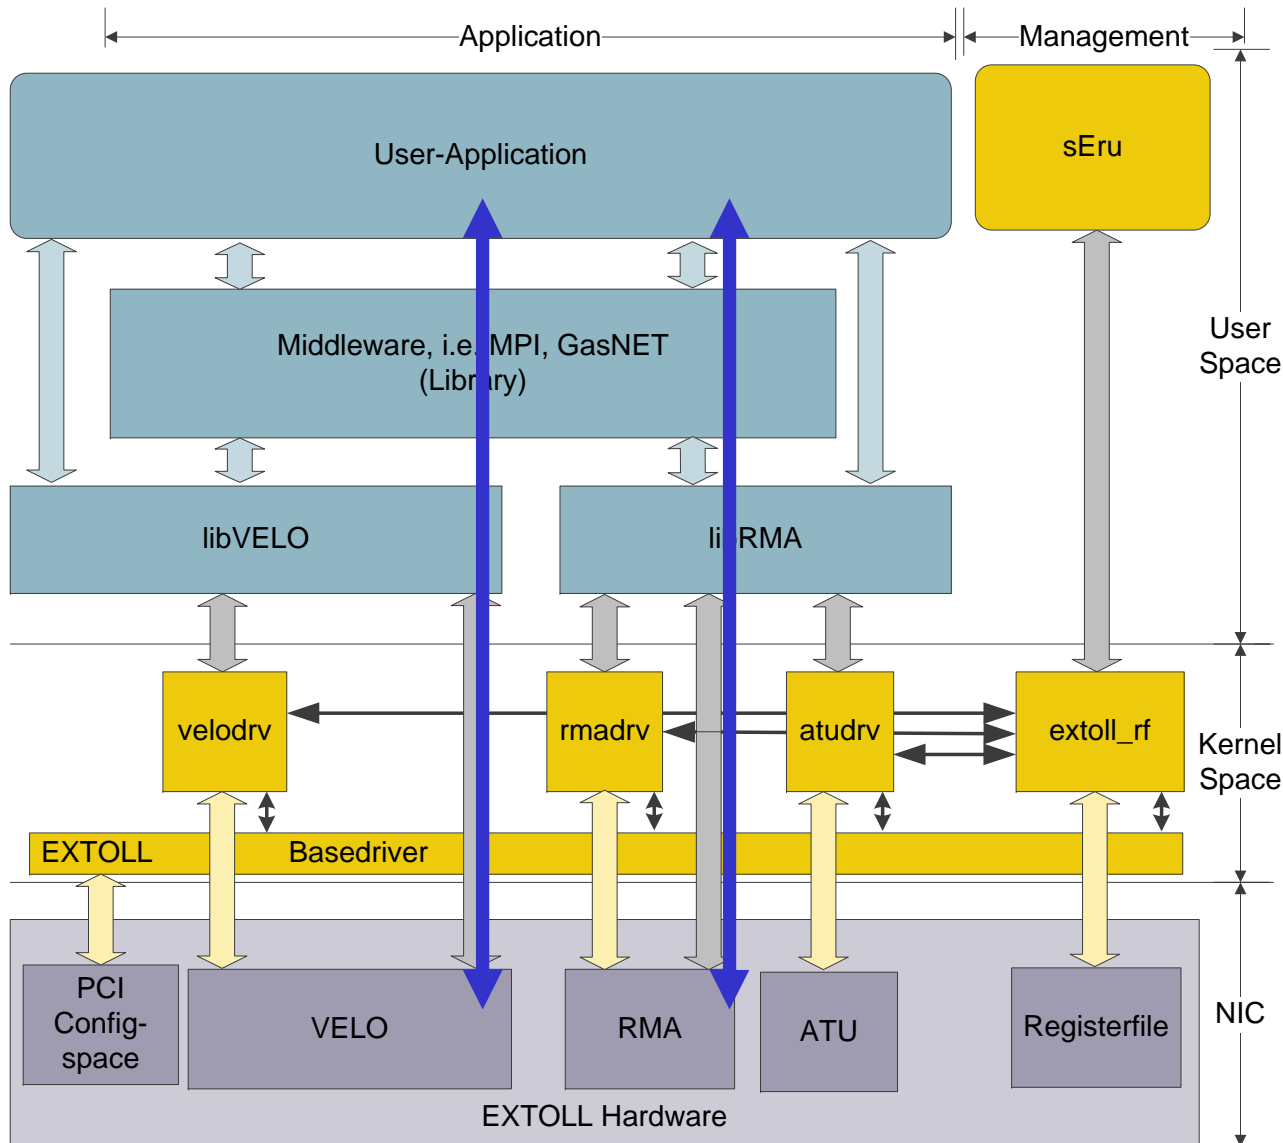 Application
Management
User-Application
sEru
Middleware, i.e. MPI, GasNET
(Library)
User
Space
libVELO
libRMA
velodrv
rmadrv
atudrv
extoll_rf
Kernel
Space
EXTOLL Basedriver
PCI
Config-
space
VELO
RMA
ATU
Registerfile
NIC
EXTOLL Hardware